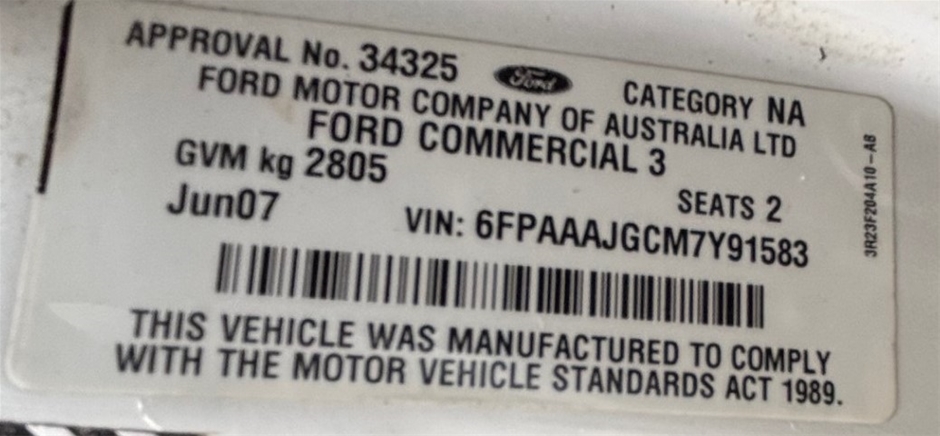 APPROVAL No. 34325 Ford CATEGORY NA
FORD MOTOR COMPANY OF AUSTRALIA LTD
FORD COMMERCIAL 3
GVM kg 2805 SEATS 2
Jun07 VIN: 6FPAAAJGCM7Y91583
THIS VEHICLE WAS MANUFACTURED TO COMPLY
WITH THE MOTOR VEHICLE STANDARDS ACT 1989.
3R23F204A10-AB